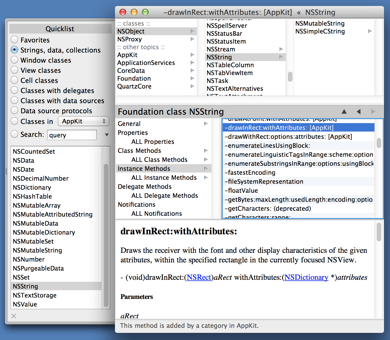 Quicklist
Favorites
Strings, data, collections
Window classes
View classes
Cell classes
Classes with delegates
Classes with data sources
Data source protocols
Classes in AppKit
Search: query
NSCountedSet
NSData
NSDate
NSDecimalNumber
NSDictionary
NSHashTable
NSMutableArray
NSMutableAttributedString
NSMutableData
NSMutableDictionary
NSMutableSet
NSMutableString
NSNumber
NSPurgeableData
NSSet
NSString
NSTextStorage
NSValue
-drawInRect:withAttributes: [AppKit] « NSString
:: classes ::
NSObject
NSProxy
:: other topics ::
AppKit
ApplicationServices
CoreData
Foundation
QuartzCore
NSSpellServer
NSStatusBar
NSStatusItem
NSStream
NSString
NSTableColumn
NSTabViewItem
NSTask
NSTextAlternatives
NSMutableString
NSSimpleCString
Foundation class NSString
General
Properties
ALL Properties
Class Methods
ALL Class Methods
Instance Methods
ALL Instance Methods
Delegate Methods
ALL Delegate Methods
Notifications
ALL Notifications
-drawInRect:withAttributes: [AppKit]
-drawWithRect:options:attributes: [AppKit]
-enumerateLinesUsingBlock:
-enumerateLinguisticTagsInRange:scheme:option
-enumerateSubstringsInRange:options:usingBlock
-fastestEncoding
-fileSystemRepresentation
-floatValue
-getBytes:maxLength:usedLength:encoding:optio
-getCharacters: (deprecated)
-getCharacters:range:
drawInRect:withAttributes:
Draws the receiver with the font and other display characteristics of the given
attributes, within the specified rectangle in the currently focused NSView.
- (void)drawInRect:(NSRect)aRect withAttributes:(NSDictionary *)attributes
Parameters
aRect
This method is added by a category in AppKit.